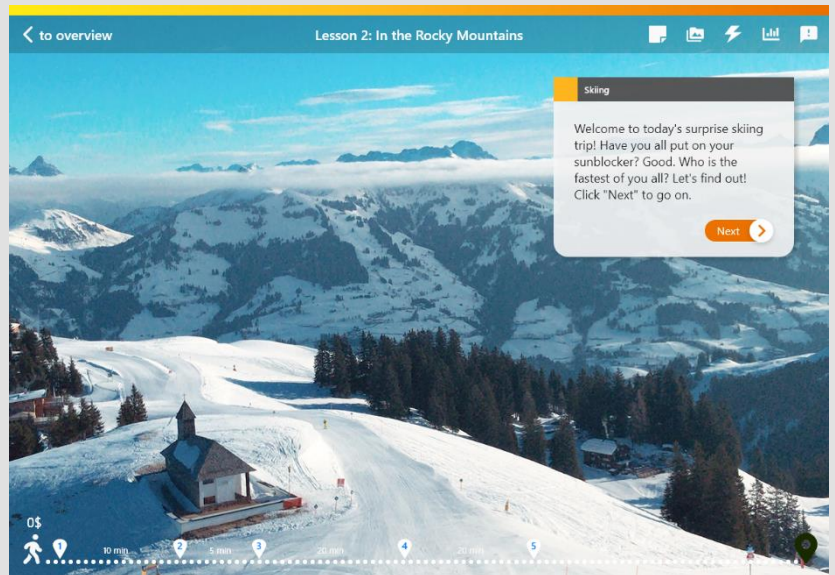 to overview
Lesson 2: In the Rocky Mountains
Skiing
Welcome to today's surprise skiing
trip! Have you all put on your
sunblocker? Good. Who is the
fastest of you all? Let's find out!
Click "Next" to go on.
Next
0$
1 10 min 2 5 min 3 20 min 4 20 min 5